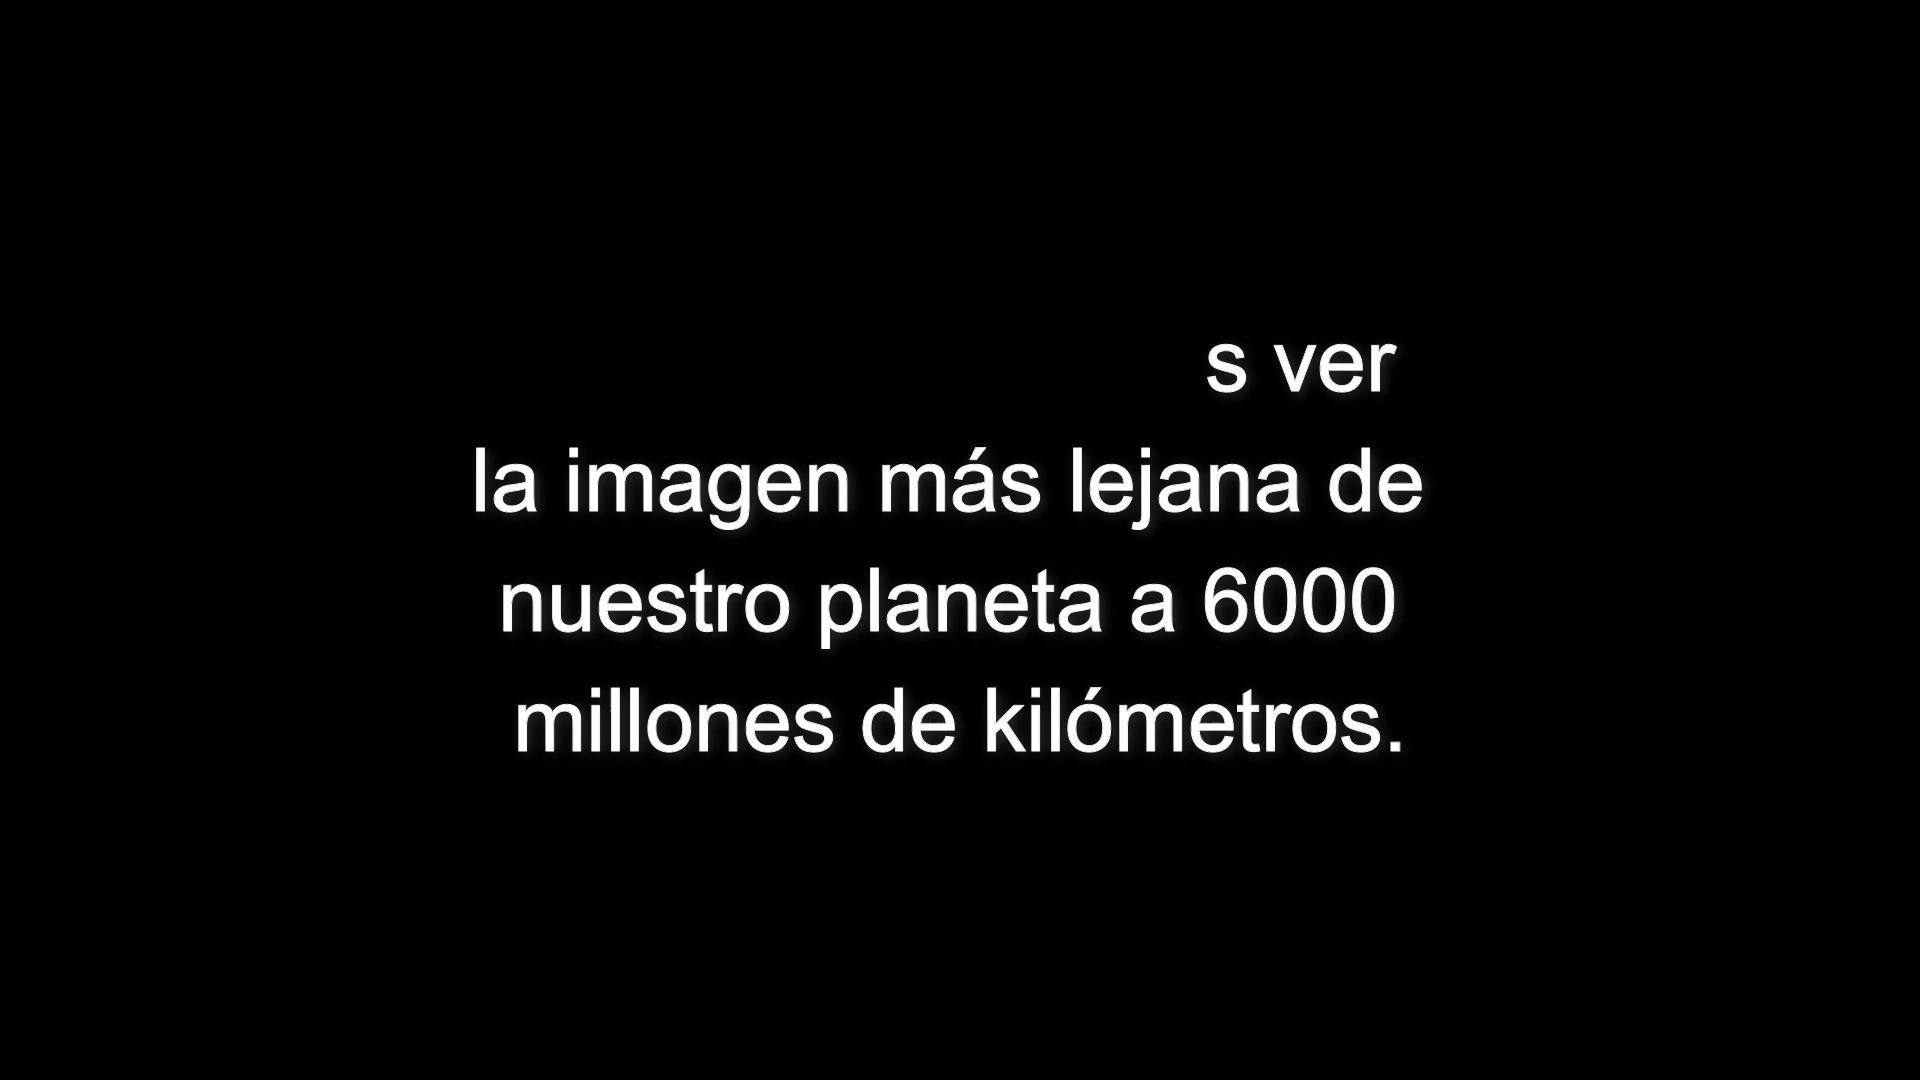 s ver
la imagen más lejana de
nuestro planeta a 6000
millones de kilómetros.